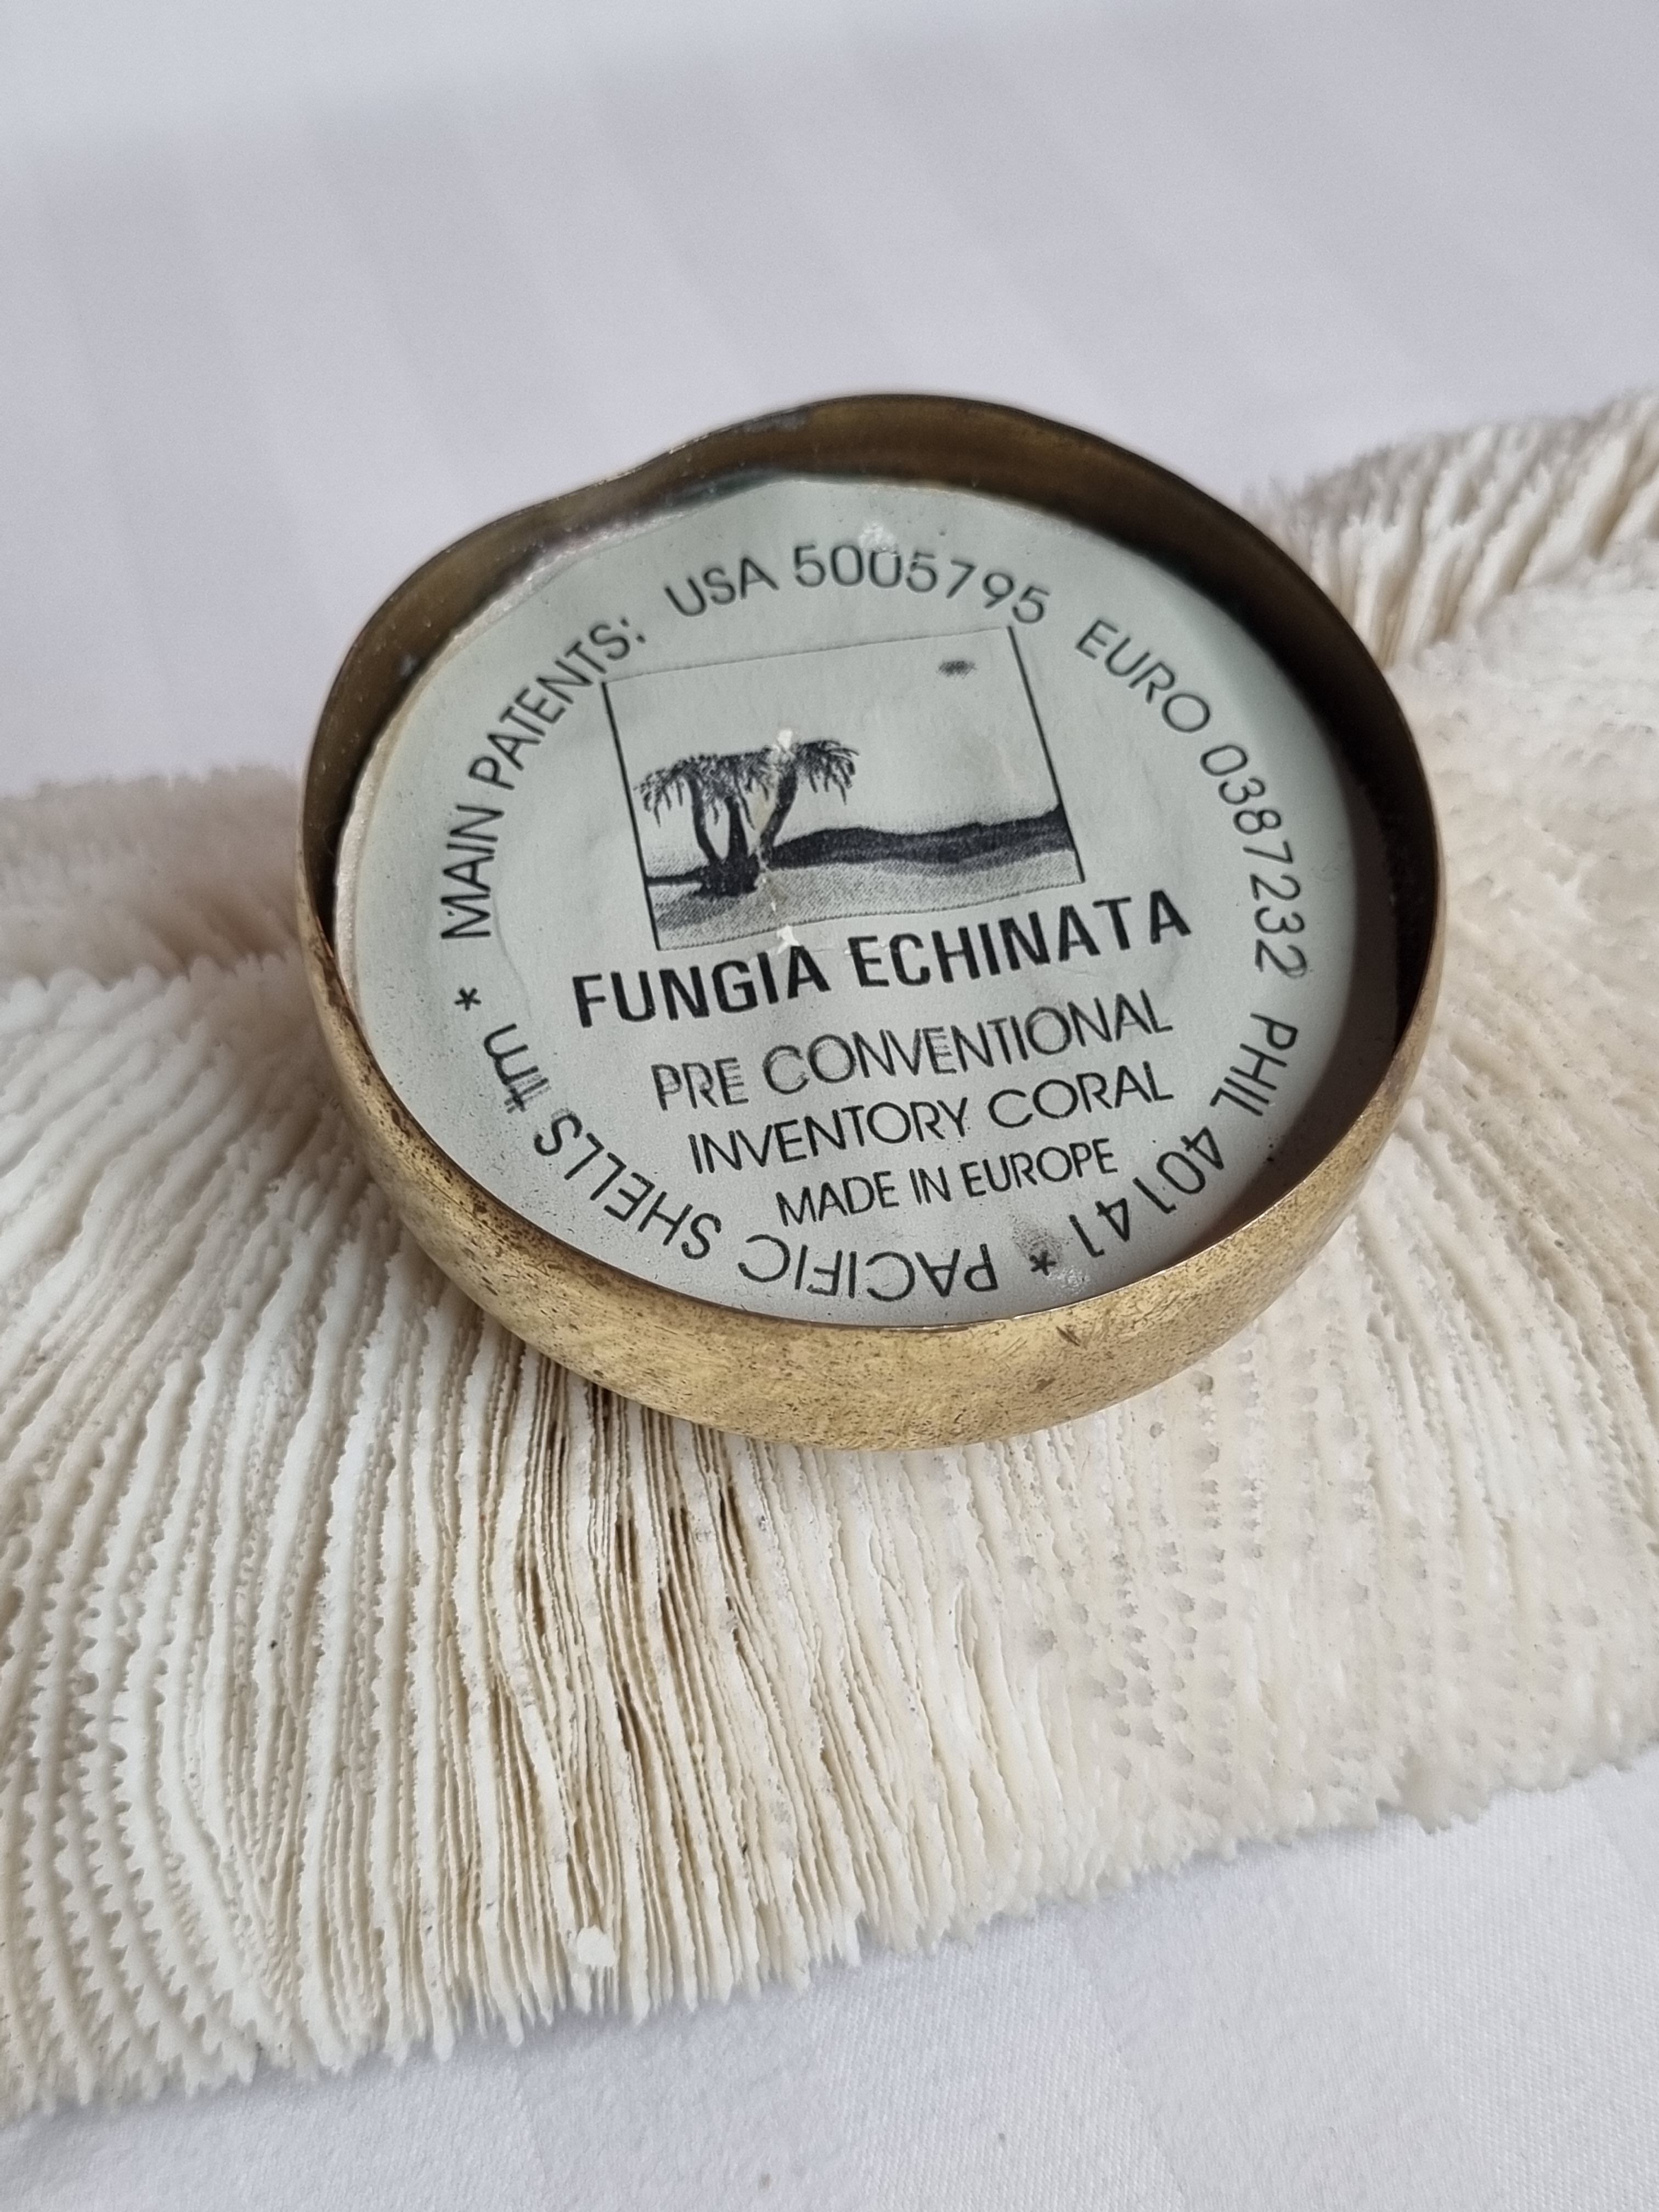 * MAIN PATENTS: USA 5005795 EURO 0387232 PHIL 40141 * PACIFIC SHELLS ttm
FUNGIA ECHINATA
PRE CONVENTIONAL
INVENTORY CORAL
MADE IN EUROPE